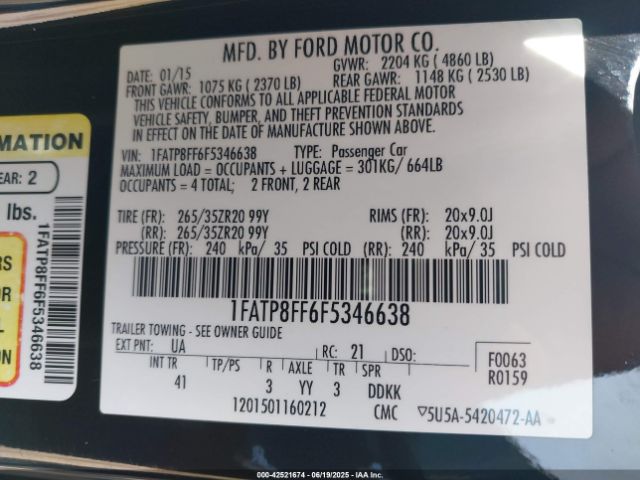 MFD. BY FORD MOTOR CO.
DATE: 01/15 GVWR: 2204 KG ( 4860 LB)
FRONT GAWR: 1075 KG ( 2370 LB) REAR GAWR: 1148 KG ( 2530 LB)
THIS VEHICLE CONFORMS TO ALL APPLICABLE FEDERAL MOTOR
VEHICLE SAFETY, BUMPER, AND THEFT PREVENTION STANDARDS
IN EFFECT ON THE DATE OF MANUFACTURE SHOWN ABOVE.
VIN: 1FATP8FF6F5346638 TYPE: Passenger Car
MAXIMUM LOAD = OCCUPANTS + LUGGAGE = 301KG/ 664LB
OCCUPANTS = 4 TOTAL; 2 FRONT, 2 REAR
TIRE (FR): 265/35ZR20 99Y RIMS (FR): 20x9.0J
(RR): 265/35ZR20 99Y (RR): 20x9.0J
PRESSURE (FR): 240 kPa/ 35 PSI COLD (RR): 240 kPa/ 35 PSI COLD
1FATP8FF6F5346638
TRAILER TOWING - SEE OWNER GUIDE
EXT PNT: UA RC: 21 DSO:
INT TR TP/PS R AXLE TR SPR
41 3 YY 3 DDKK
F0063
R0159
1201501160212 CMC ▽5U5A-5420472-AA
RMATION
EAR: 2
lbs.
1FATP8FF6F5346638
RS
OR
L
ON
000-42521674 - 06/19/2025 - IAAI.COM